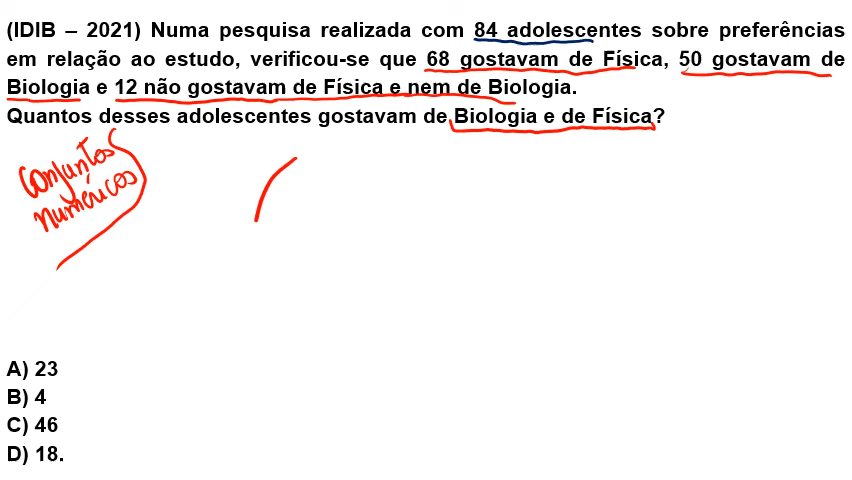 (IDIB – 2021) Numa pesquisa realizada com 84 adolescentes sobre preferências
em relação ao estudo, verificou-se que 68 gostavam de Física, 50 gostavam de
Biologia e 12 não gostavam de Física e nem de Biologia.
Quantos desses adolescentes gostavam de Biologia e de Física?
Conjuntos
numéricos
A) 23
B) 4
C) 46
D) 18.